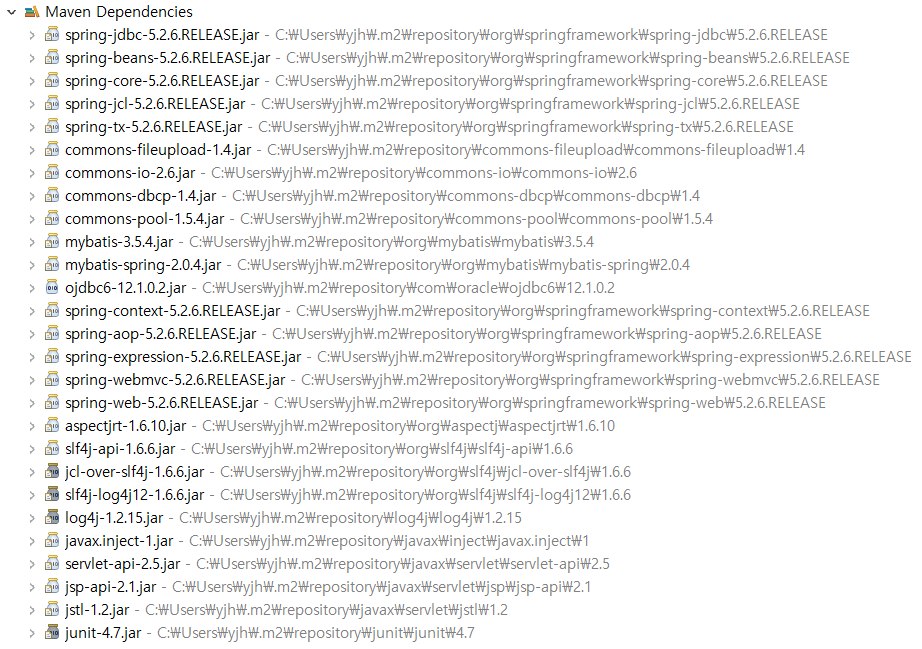 Maven Dependencies
spring-jdbc-5.2.6.RELEASE.jar - C:₩Users₩yjh₩.m2₩repository₩org₩springframework₩spring-jdbc₩5.2.6.RELEASE
spring-beans-5.2.6.RELEASE.jar - C:₩Users₩yjh₩.m2₩repository₩org₩springframework₩spring-beans₩5.2.6.RELEASE
spring-core-5.2.6.RELEASE.jar - C:₩Users₩yjh₩.m2₩repository₩org₩springframework₩spring-core₩5.2.6.RELEASE
spring-jcl-5.2.6.RELEASE.jar - C:₩Users₩yjh₩.m2₩repository₩org₩springframework₩spring-jcl₩5.2.6.RELEASE
spring-tx-5.2.6.RELEASE.jar - C:₩Users₩yjh₩.m2₩repository₩org₩springframework₩spring-tx₩5.2.6.RELEASE
commons-fileupload-1.4.jar - C:₩Users₩yjh₩.m2₩repository₩commons-fileupload₩commons-fileupload₩1.4
commons-io-2.6.jar - C:₩Users₩yjh₩.m2₩repository₩commons-io₩commons-io₩2.6
commons-dbcp-1.4.jar - C:₩Users₩yjh₩.m2₩repository₩commons-dbcp₩commons-dbcp₩1.4
commons-pool-1.5.4.jar - C:₩Users₩yjh₩.m2₩repository₩commons-pool₩commons-pool₩1.5.4
mybatis-3.5.4.jar - C:₩Users₩yjh₩.m2₩repository₩org₩mybatis₩mybatis₩3.5.4
mybatis-spring-2.0.4.jar - C:₩Users₩yjh₩.m2₩repository₩org₩mybatis₩mybatis-spring₩2.0.4
ojdbc6-12.1.0.2.jar - C:₩Users₩yjh₩.m2₩repository₩com₩oracle₩ojdbc6₩12.1.0.2
spring-context-5.2.6.RELEASE.jar - C:₩Users₩yjh₩.m2₩repository₩org₩springframework₩spring-context₩5.2.6.RELEASE
spring-aop-5.2.6.RELEASE.jar - C:₩Users₩yjh₩.m2₩repository₩org₩springframework₩spring-aop₩5.2.6.RELEASE
spring-expression-5.2.6.RELEASE.jar - C:₩Users₩yjh₩.m2₩repository₩org₩springframework₩spring-expression₩5.2.6.RELEASE
spring-webmvc-5.2.6.RELEASE.jar - C:₩Users₩yjh₩.m2₩repository₩org₩springframework₩spring-webmvc₩5.2.6.RELEASE
spring-web-5.2.6.RELEASE.jar - C:₩Users₩yjh₩.m2₩repository₩org₩springframework₩spring-web₩5.2.6.RELEASE
aspectjrt-1.6.10.jar - C:₩Users₩yjh₩.m2₩repository₩org₩aspectj₩aspectjrt₩1.6.10
slf4j-api-1.6.6.jar - C:₩Users₩yjh₩.m2₩repository₩org₩slf4j₩slf4j-api₩1.6.6
jcl-over-slf4j-1.6.6.jar - C:₩Users₩yjh₩.m2₩repository₩org₩slf4j₩jcl-over-slf4j₩1.6.6
slf4j-log4j12-1.6.6.jar - C:₩Users₩yjh₩.m2₩repository₩org₩slf4j₩slf4j-log4j12₩1.6.6
log4j-1.2.15.jar - C:₩Users₩yjh₩.m2₩repository₩log4j₩log4j₩1.2.15
javax.inject-1.jar - C:₩Users₩yjh₩.m2₩repository₩javax₩inject₩javax.inject₩1
servlet-api-2.5.jar - C:₩Users₩yjh₩.m2₩repository₩javax₩servlet₩servlet-api₩2.5
jsp-api-2.1.jar - C:₩Users₩yjh₩.m2₩repository₩javax₩servlet₩jsp₩jsp-api₩2.1
jstl-1.2.jar - C:₩Users₩yjh₩.m2₩repository₩javax₩servlet₩jstl₩1.2
junit-4.7.jar - C:₩Users₩yjh₩.m2₩repository₩junit₩junit₩4.7